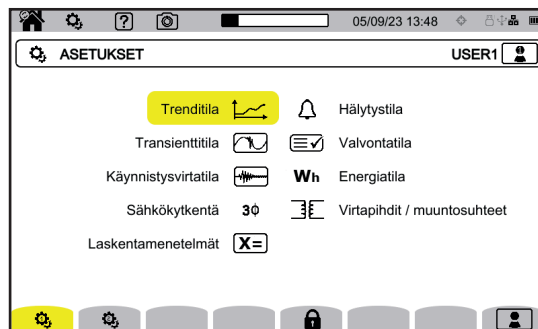 05/09/23 13:48
ASETUKSET
USER1
Trenditila
Hälytystila
Transienttitila
Valvontatila
Käynnistysvirtatila
Wh
Energiatila
Sähkökytkentä
3φ
Virtapihdit / muuntosuhteet
Laskentamenetelmät
X=